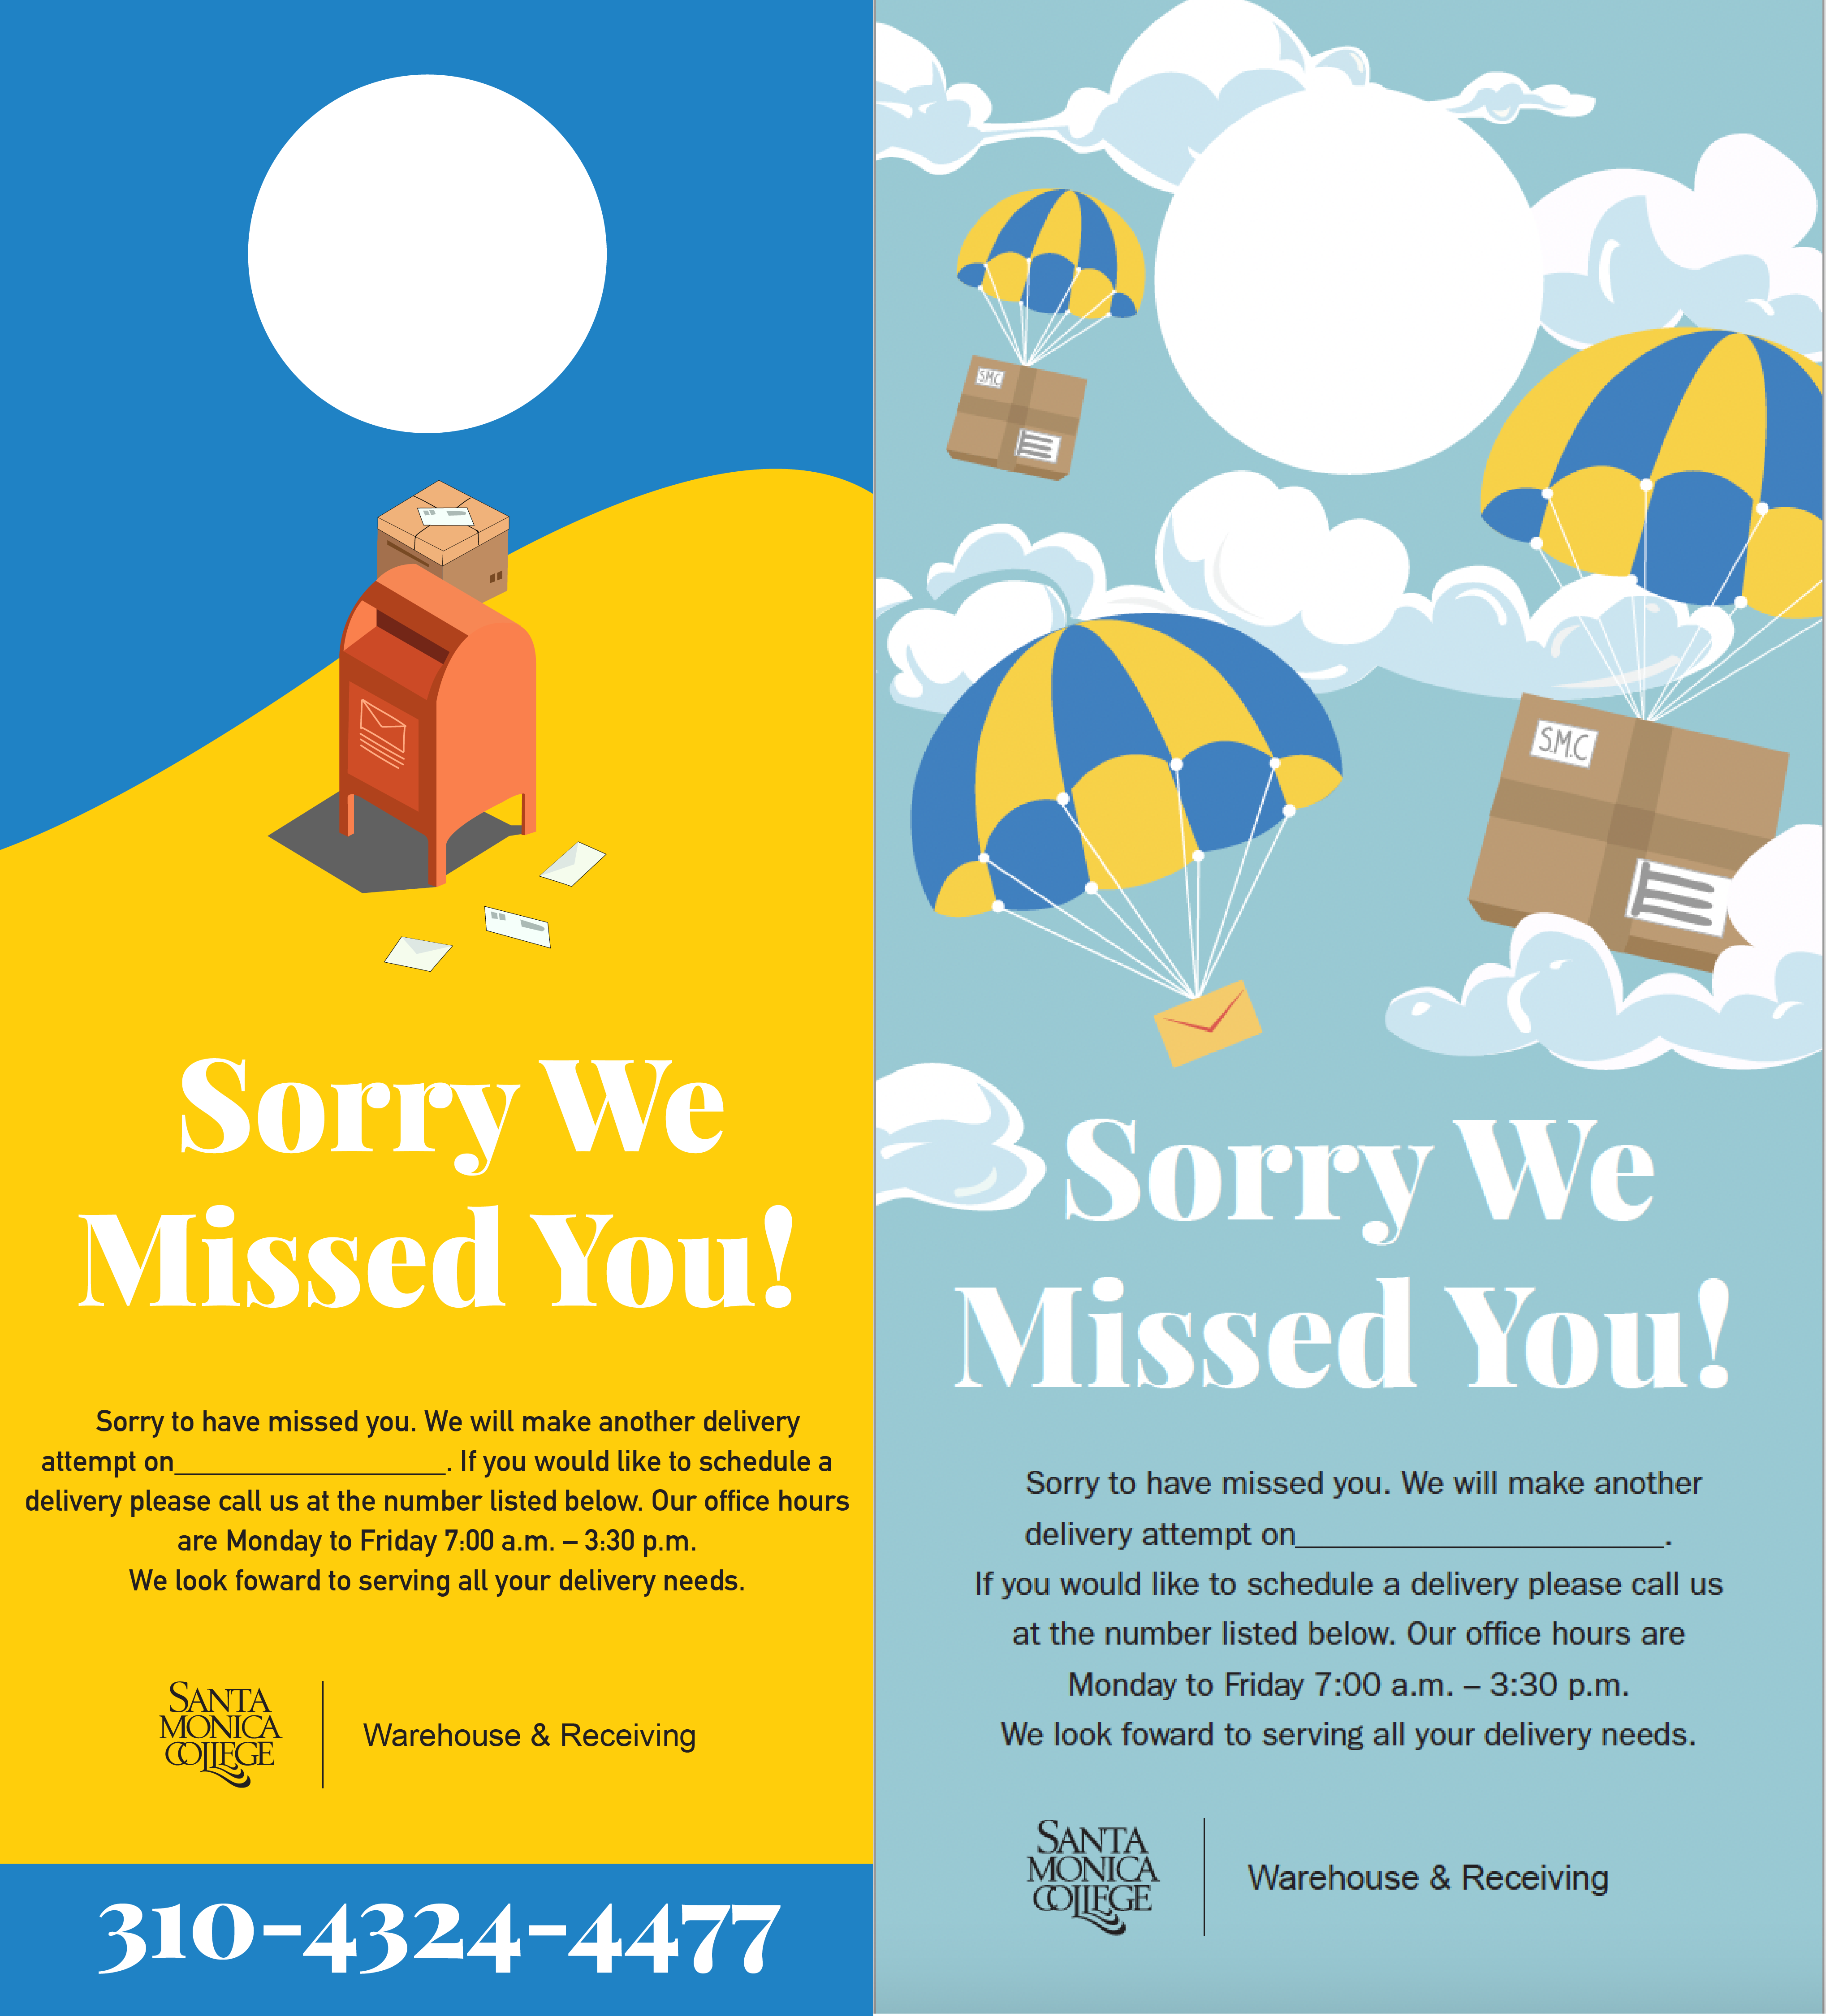 Sorry We
Missed You!
Sorry to have missed you. We will make another delivery
attempt on___________________. If you would like to schedule a
delivery please call us at the number listed below. Our office hours
are Monday to Friday 7:00 a.m. – 3:30 p.m.
We look foward to serving all your delivery needs.
SANTA
MONICA
COLLEGE
Warehouse & Receiving
310-4324-4477
S.M.C
S.M.C
Sorry We
Missed You!
Sorry to have missed you. We will make another
delivery attempt on______________________.
If you would like to schedule a delivery please call us
at the number listed below. Our office hours are
Monday to Friday 7:00 a.m. – 3:30 p.m.
We look foward to serving all your delivery needs.
SANTA
MONICA
COLLEGE
Warehouse & Receiving